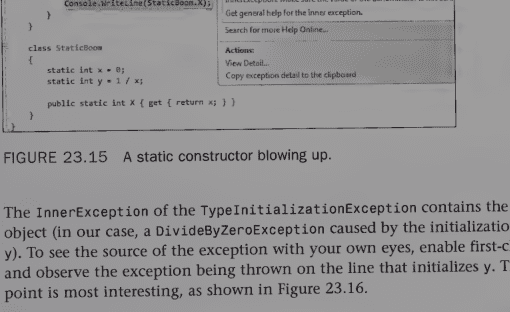 Console.WriteLine(StaticBoom.X);
Get general help for the inner exception.
}
}
Search for more Help Online...
class StaticBoom
Actions:
{
View Detail...
static int x = 0;
Copy exception detail to the clipboard
static int y = 1 / x;
public static int X { get { return x; } }
}
}
FIGURE 23.15 A static constructor blowing up.
The InnerException of the TypeInitializationException contains the
object (in our case, a DivideByZeroException caused by the initializatio
y). To see the source of the exception with your own eyes, enable first-c
and observe the exception being thrown on the line that initializes y. T
point is most interesting, as shown in Figure 23.16.